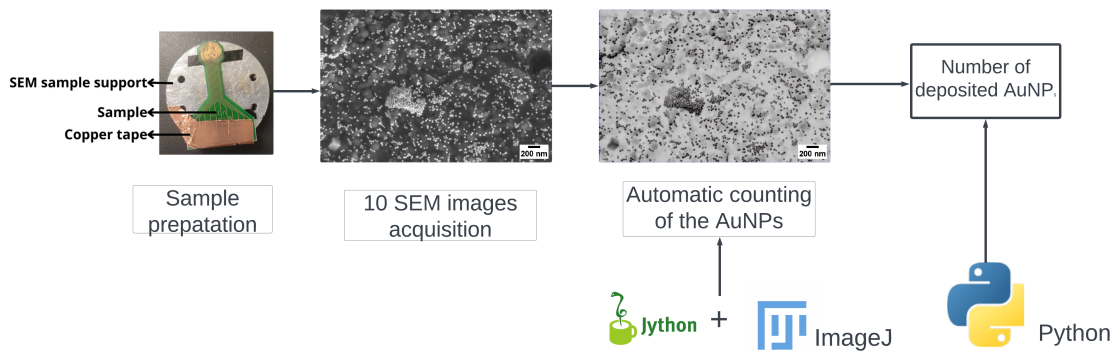 SEM sample support
Sample
Copper tape
200 nm
200 nm
Number of
deposited AuNP
Sample
prepatation
10 SEM images
acquisition
Automatic counting
of the AuNPs
Jython
+
ImageJ
Python